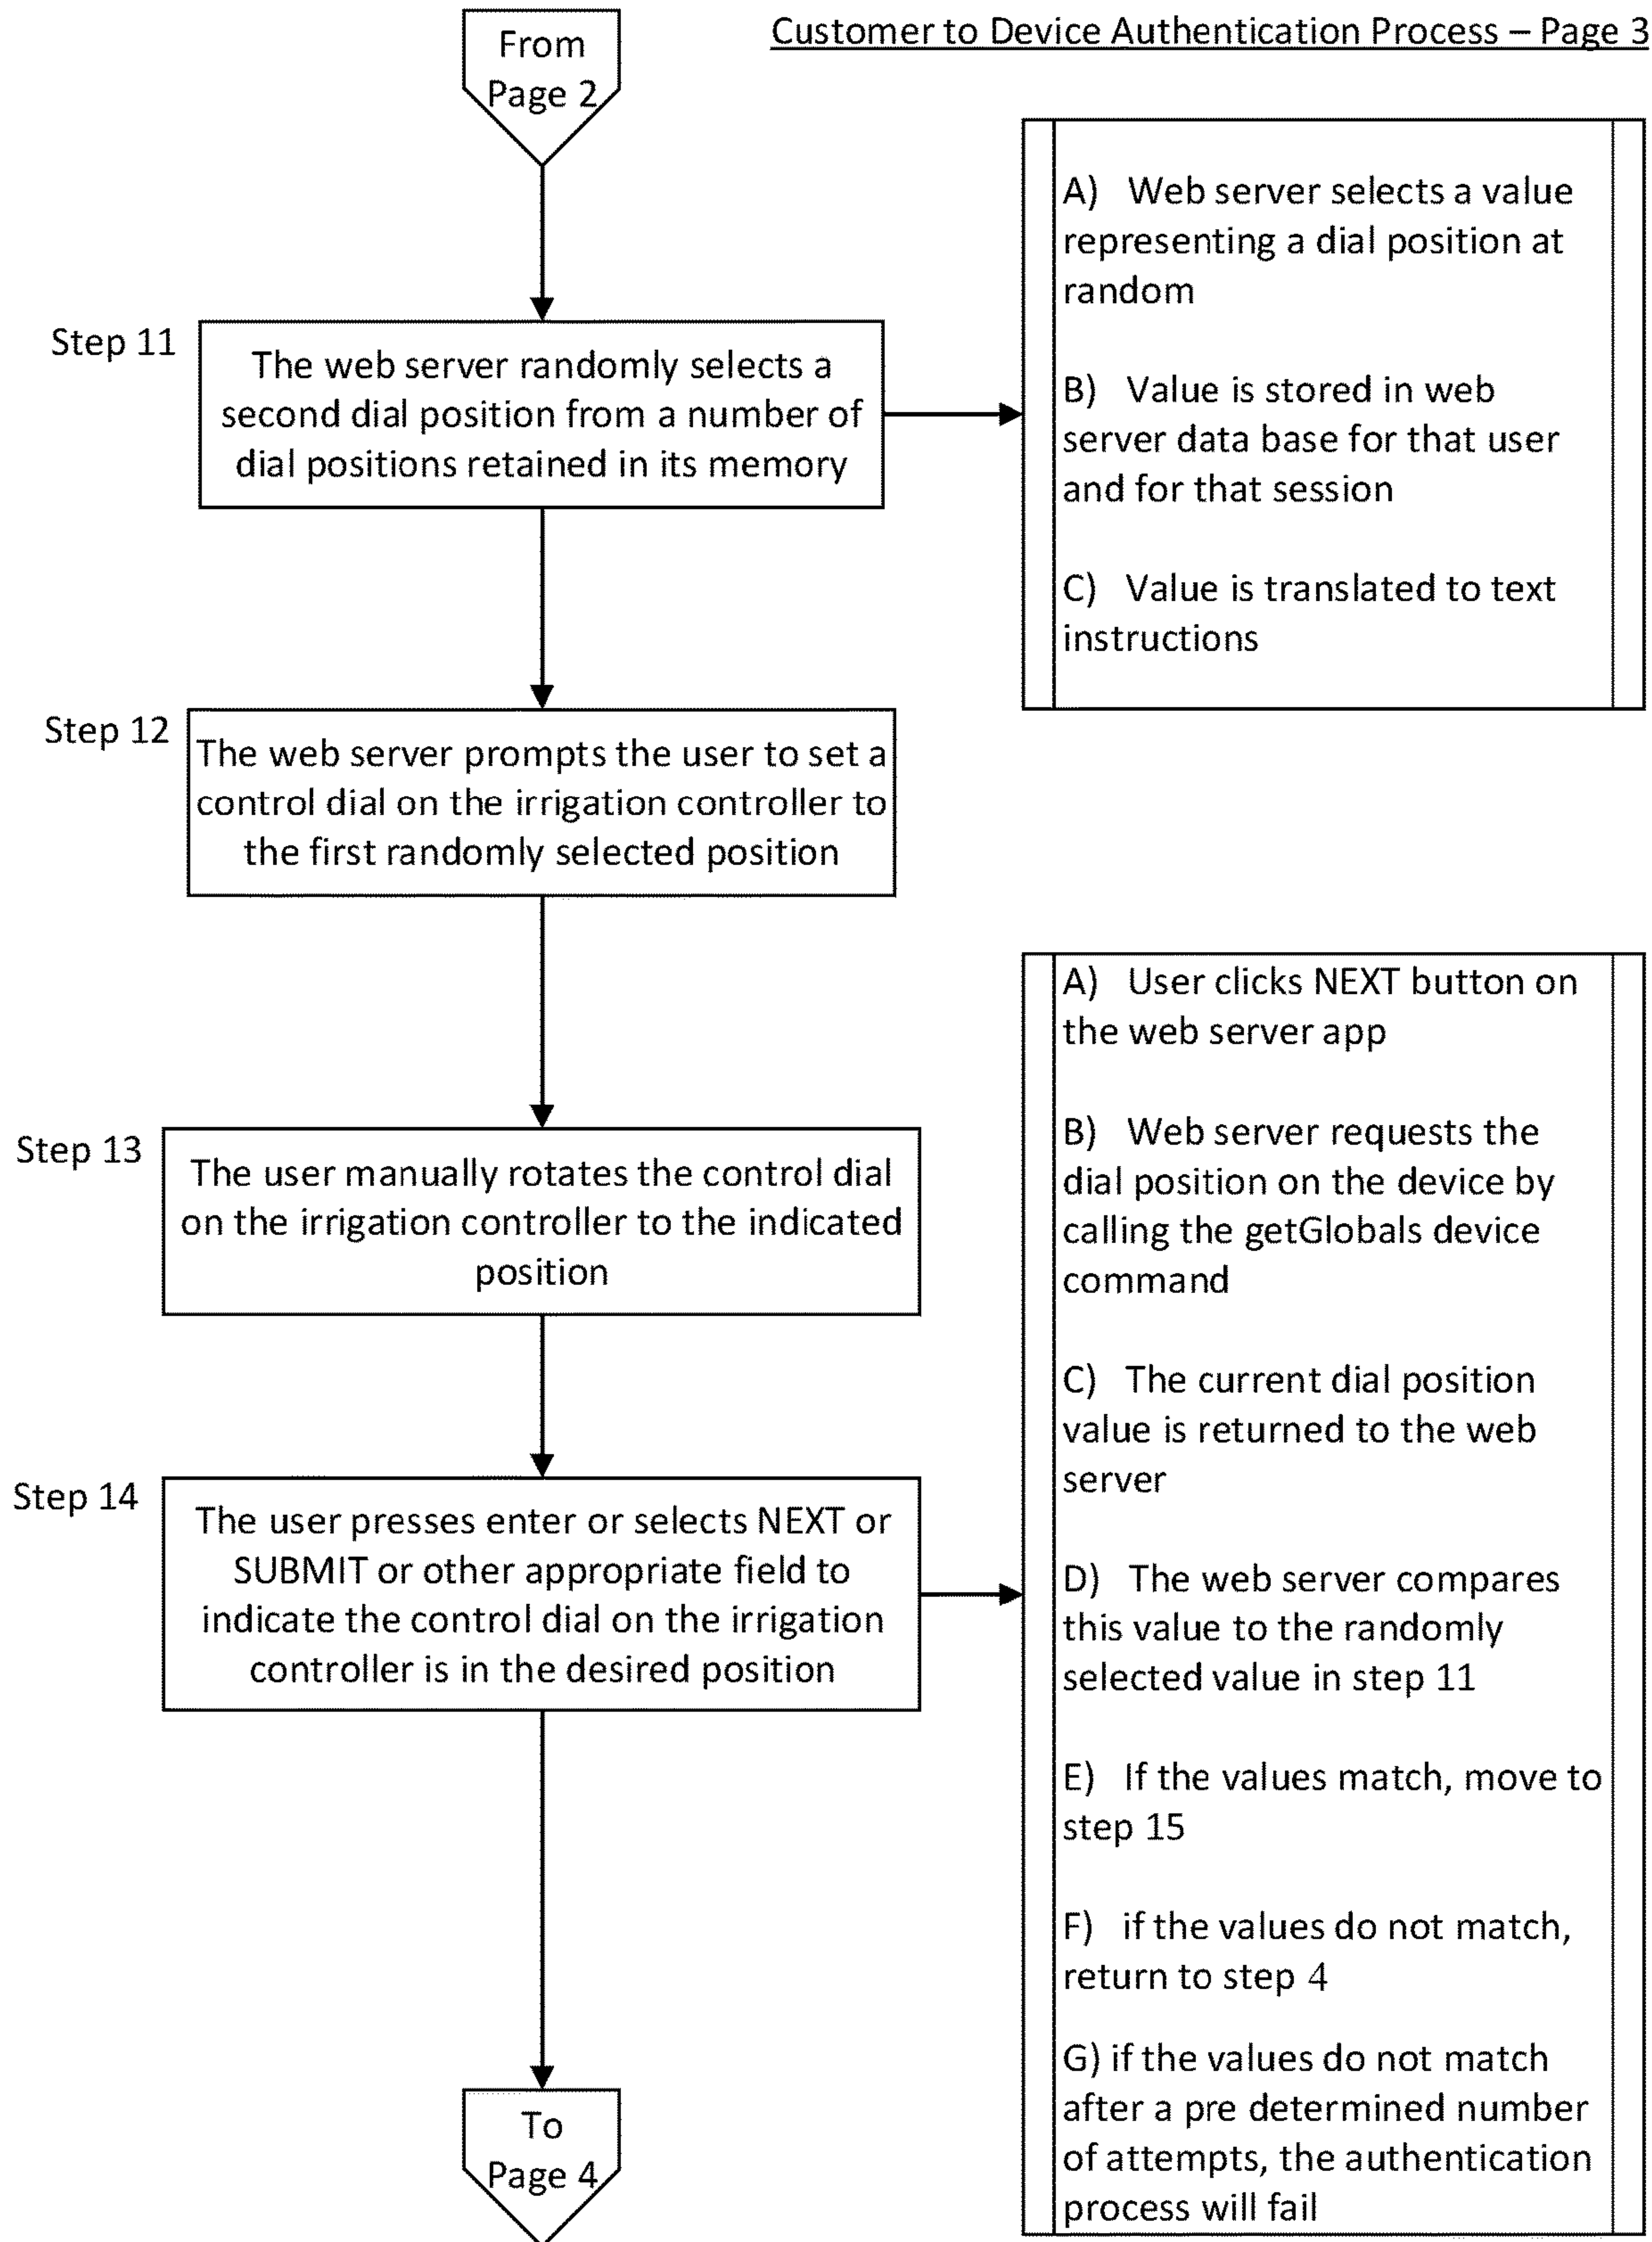 Customer to Device Authentication Process – Page 3
From
Page 2
Step 11
The web server randomly selects a
second dial position from a number of
dial positions retained in its memory
A) Web server selects a value
representing a dial position at
random
B) Value is stored in web
server data base for that user
and for that session
C) Value is translated to text
instructions
Step 12
The web server prompts the user to set a
control dial on the irrigation controller to
the first randomly selected position
Step 13
The user manually rotates the control dial
on the irrigation controller to the indicated
position
Step 14
The user presses enter or selects NEXT or
SUBMIT or other appropriate field to
indicate the control dial on the irrigation
controller is in the desired position
A) User clicks NEXT button on
the web server app
B) Web server requests the
dial position on the device by
calling the getGlobals device
command
C) The current dial position
value is returned to the web
server
D) The web server compares
this value to the randomly
selected value in step 11
E) If the values match, move to
step 15
F) if the values do not match,
return to step 4
G) if the values do not match
after a pre determined number
of attempts, the authentication
process will fail
To
Page 4